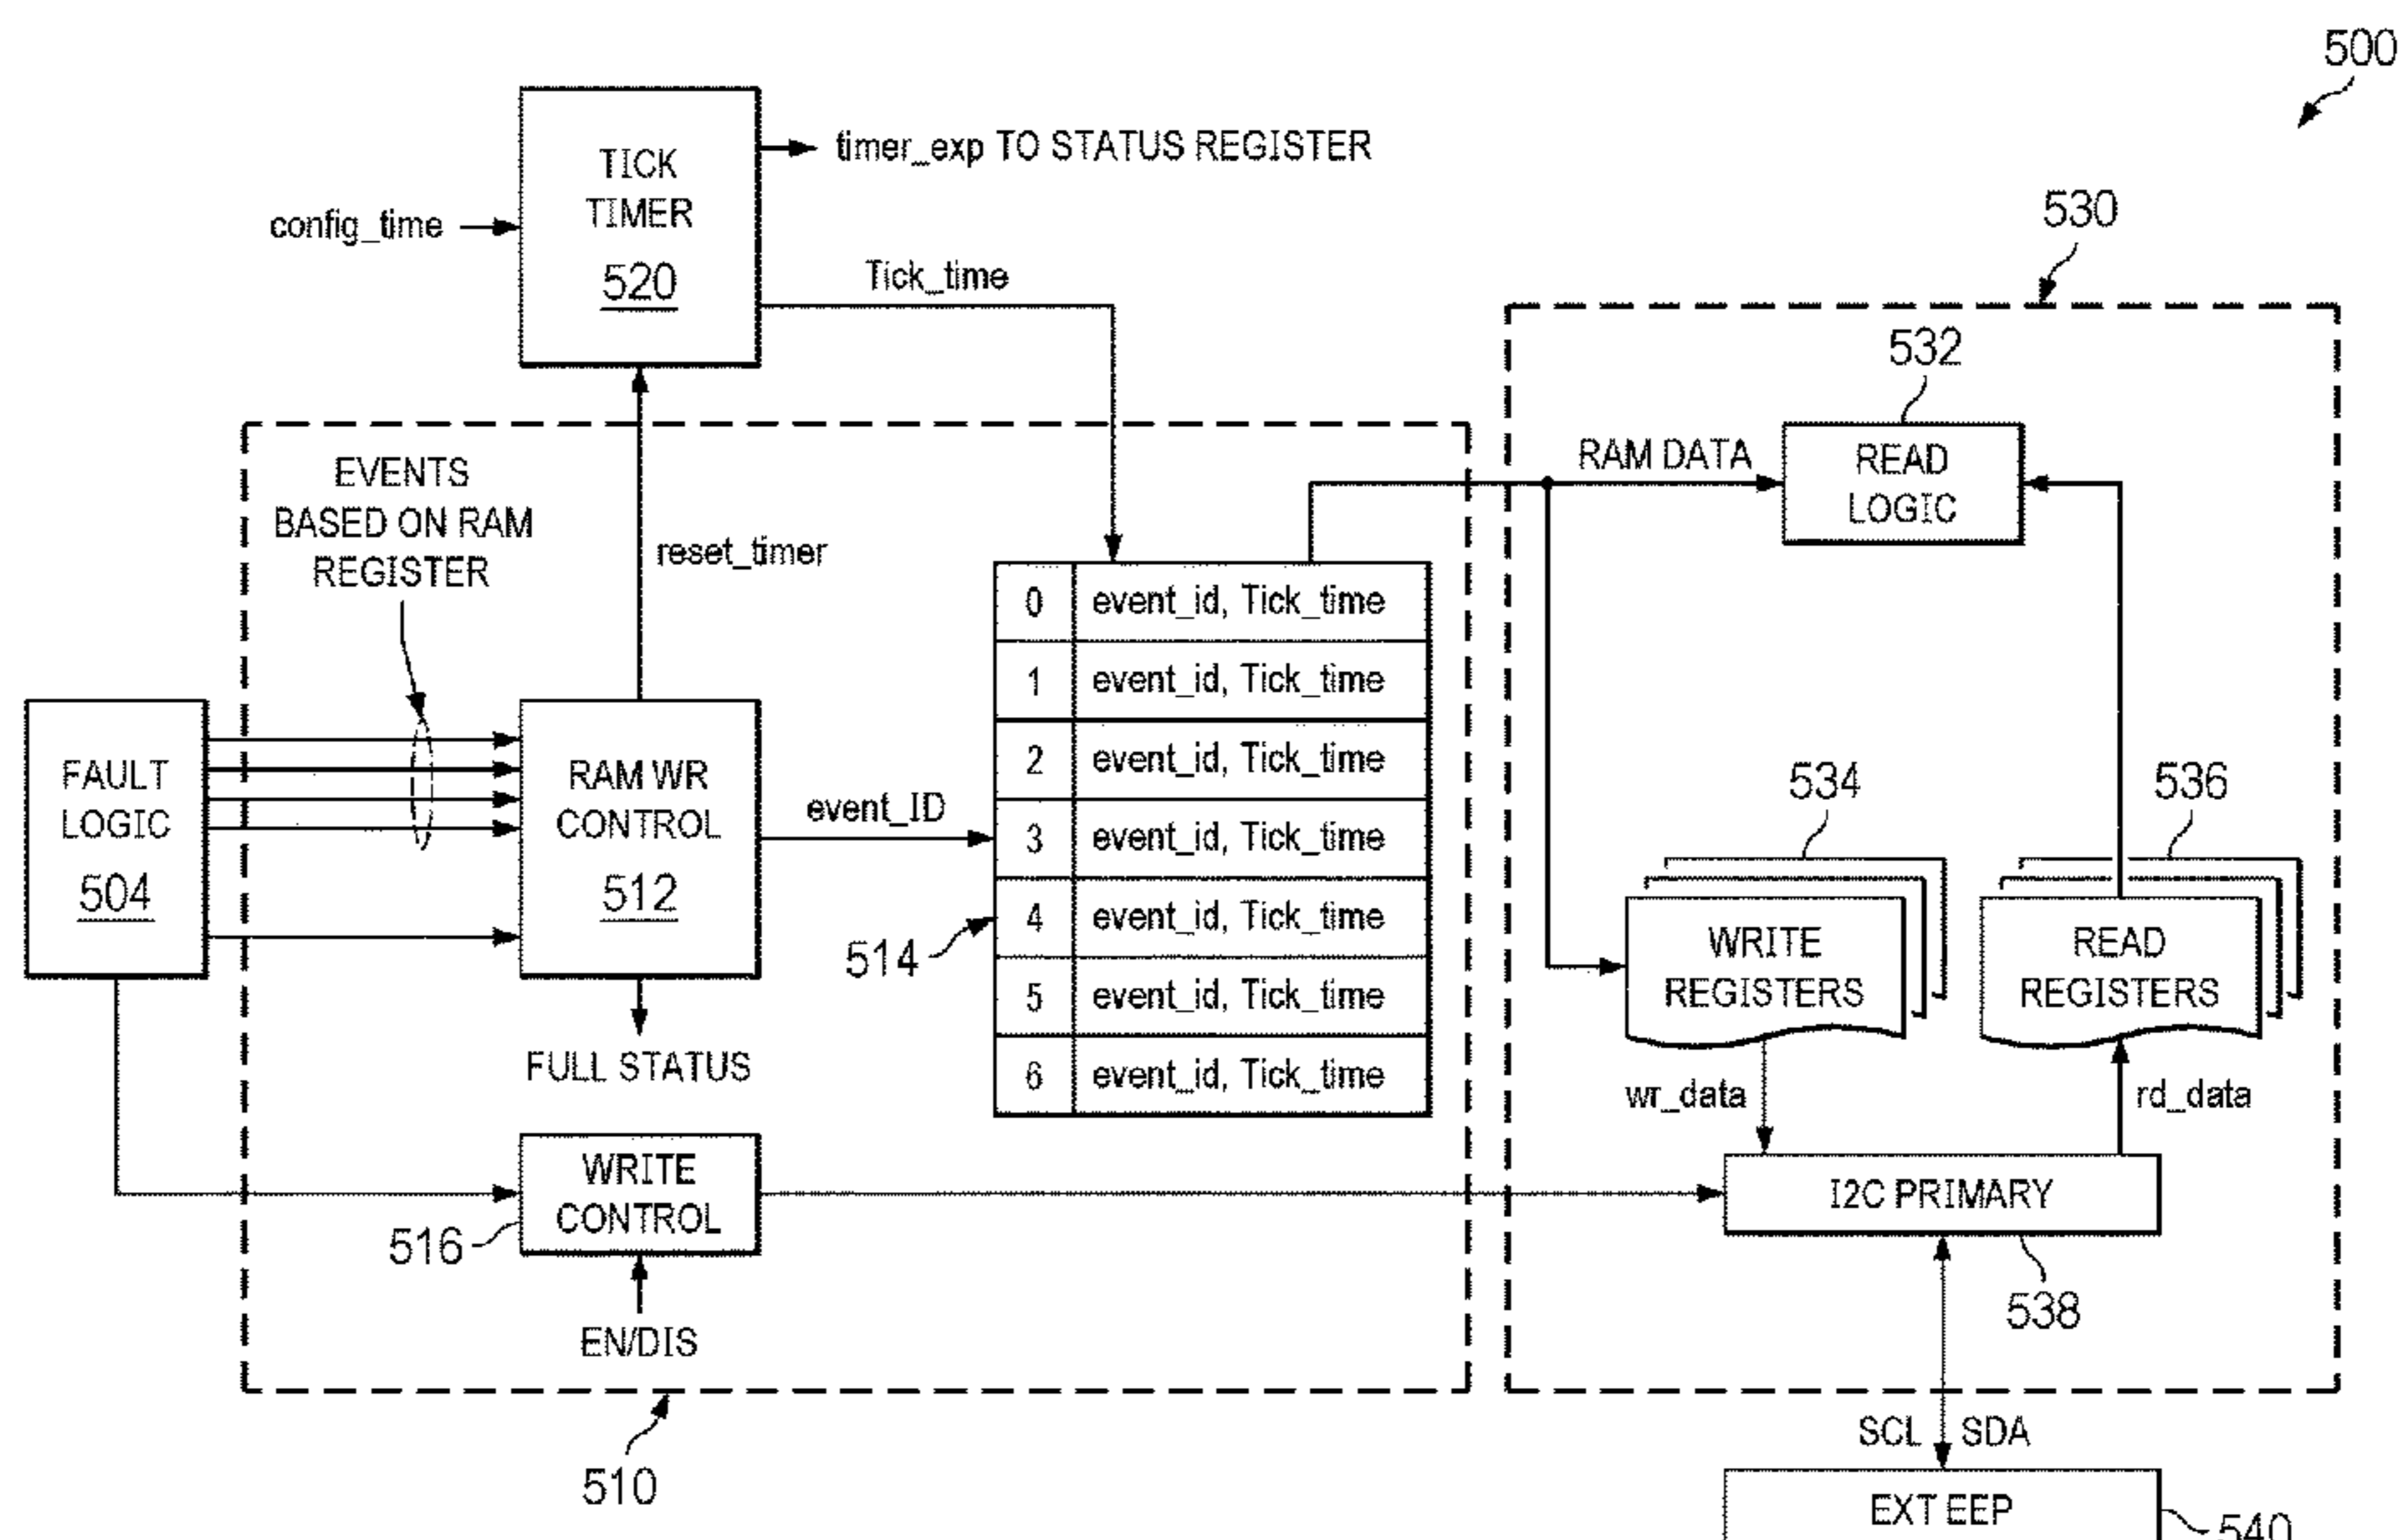 500
TICK
TIMER
520
timer_exp TO STATUS REGISTER
config_time
Tick_time
530
532
EVENTS
BASED ON RAM
REGISTER
reset_timer
RAM DATA
READ
LOGIC
FAULT
LOGIC
504
RAM WR
CONTROL
512
event_ID
FULL STATUS
0 event_id, Tick_time
1 event_id, Tick_time
2 event_id, Tick_time
3 event_id, Tick_time
4 event_id, Tick_time
5 event_id, Tick_time
6 event_id, Tick_time
514
534
536
WRITE
REGISTERS
READ
REGISTERS
wr_data
rd_data
WRITE
CONTROL
516
EN/DIS
I2C PRIMARY
538
510
SCL SDA
EXT EEP
540